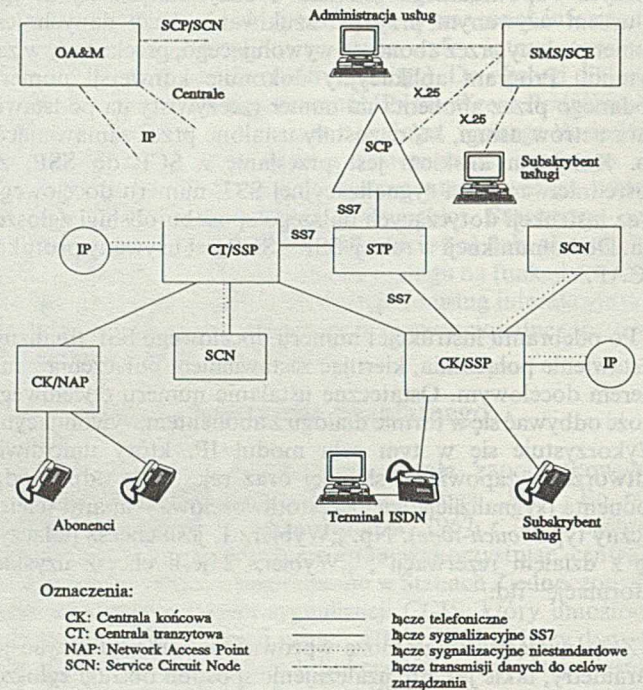 Administracja usług
SCP/SCN
OA&M
SMS/SCE
Centrale
X.25
X.25
IP
SCP
Subskrybent
usługi
SS7
SS7
IP
CT/SSP
STP
SCN
SS7
SCN
CK/SSP
IP
CK/NAP
Abonenci
Terminal ISDN
Subskrybent
usługi
Oznaczenia:
CK: Centrala końcowa
CT: Centrala tranzytowa
NAP: Network Access Point
SCN: Service Circuit Node
łącze telefoniczne
łącze sygnalizacyjne SS7
łącze sygnalizacyjne niestandardowe
łącze transmisji danych do celów
zarządzania